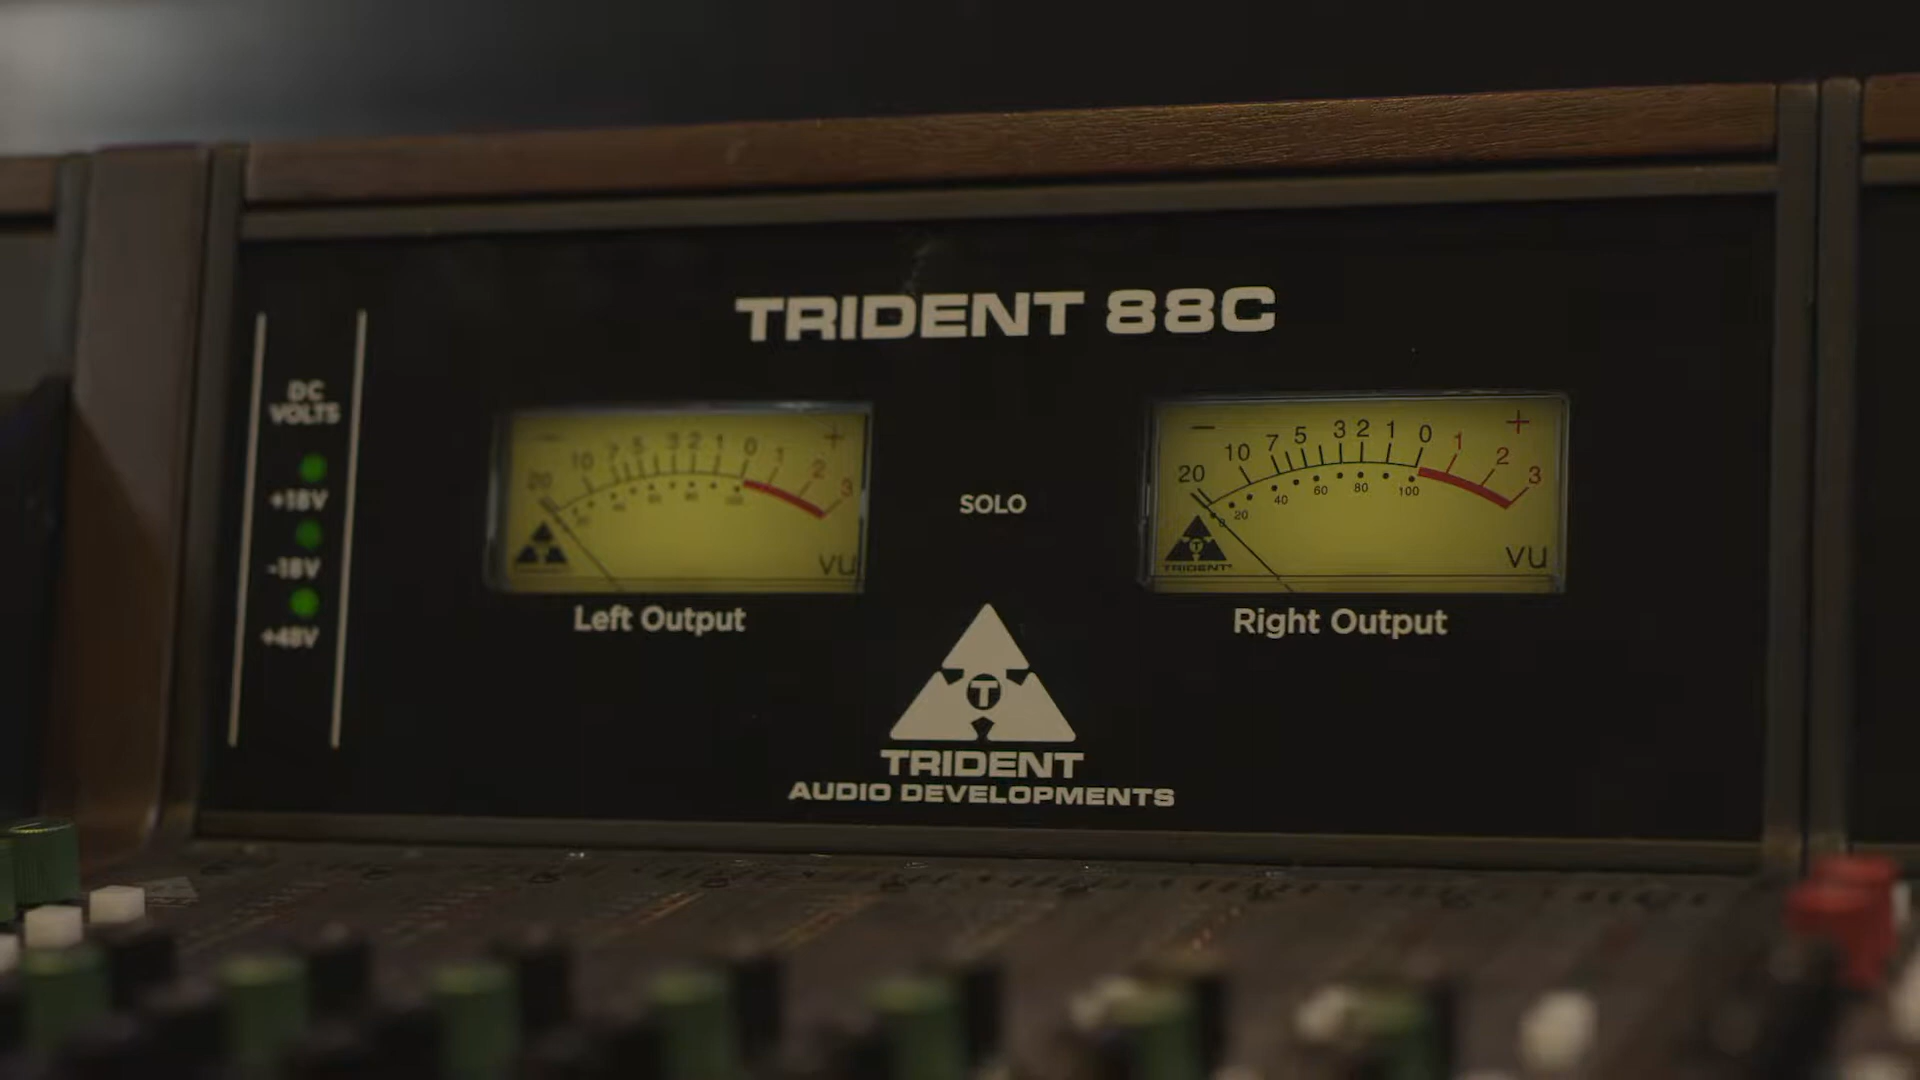 TRIDENT 88C
DC
VOLTS
+18V
-18V
+48V
- 20 10 7 5 3 2 1 0 1 2 3 +
VU
Left Output
SOLO
- 20 10 7 5 3 2 1 0 1 2 3 +
0 20 40 60 80 100
TRIDENT
VU
Right Output
T
TRIDENT
AUDIO DEVELOPMENTS